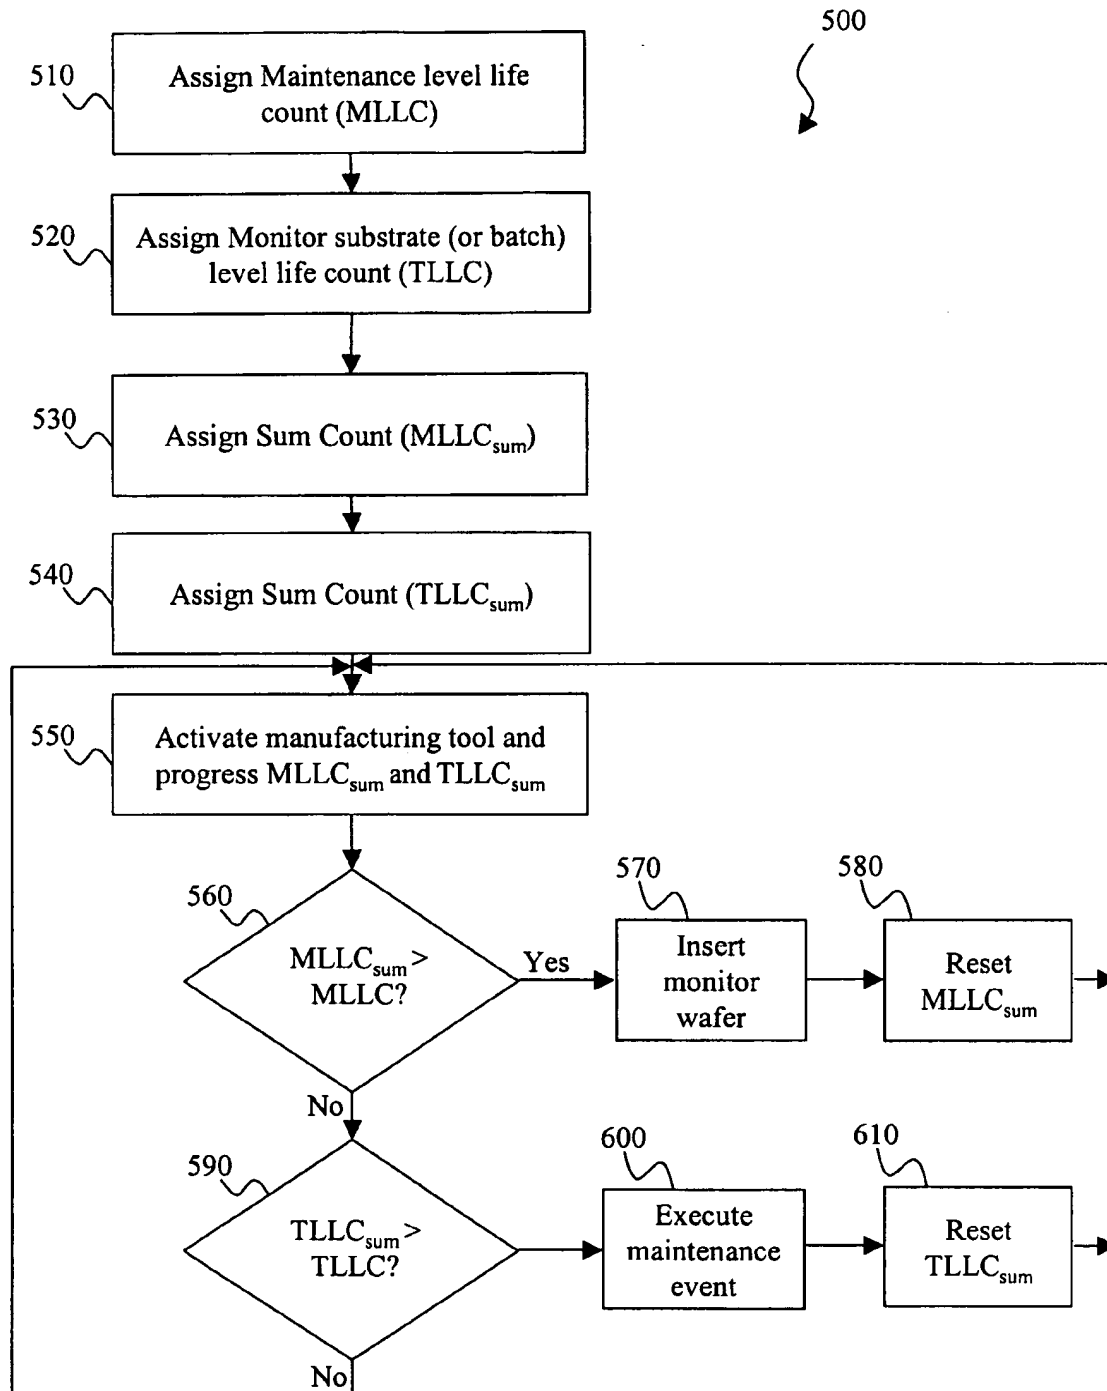 500
510
Assign Maintenance level life
count (MLLC)
520
Assign Monitor substrate (or batch)
level life count (TLLC)
530
Assign Sum Count (MLLCsum)
540
Assign Sum Count (TLLCsum)
550
Activate manufacturing tool and
progress MLLCsum and TLLCsum
560
MLLCsum >
MLLC?
Yes
570
Insert
monitor
wafer
580
Reset
MLLCsum
No
590
TLLCsum >
TLLC?
600
Execute
maintenance
event
610
Reset
TLLCsum
No